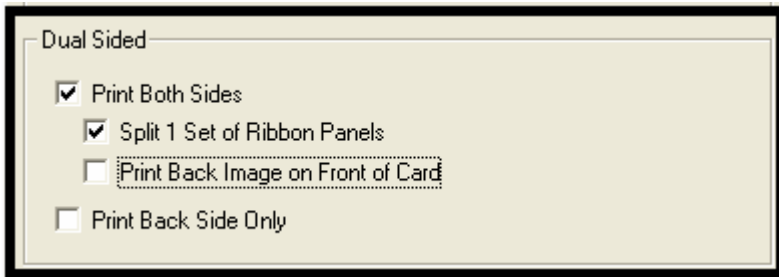 Dual Sided
Print Both Sides
Split 1 Set of Ribbon Panels
Print Back Image on Front of Card
Print Back Side Only